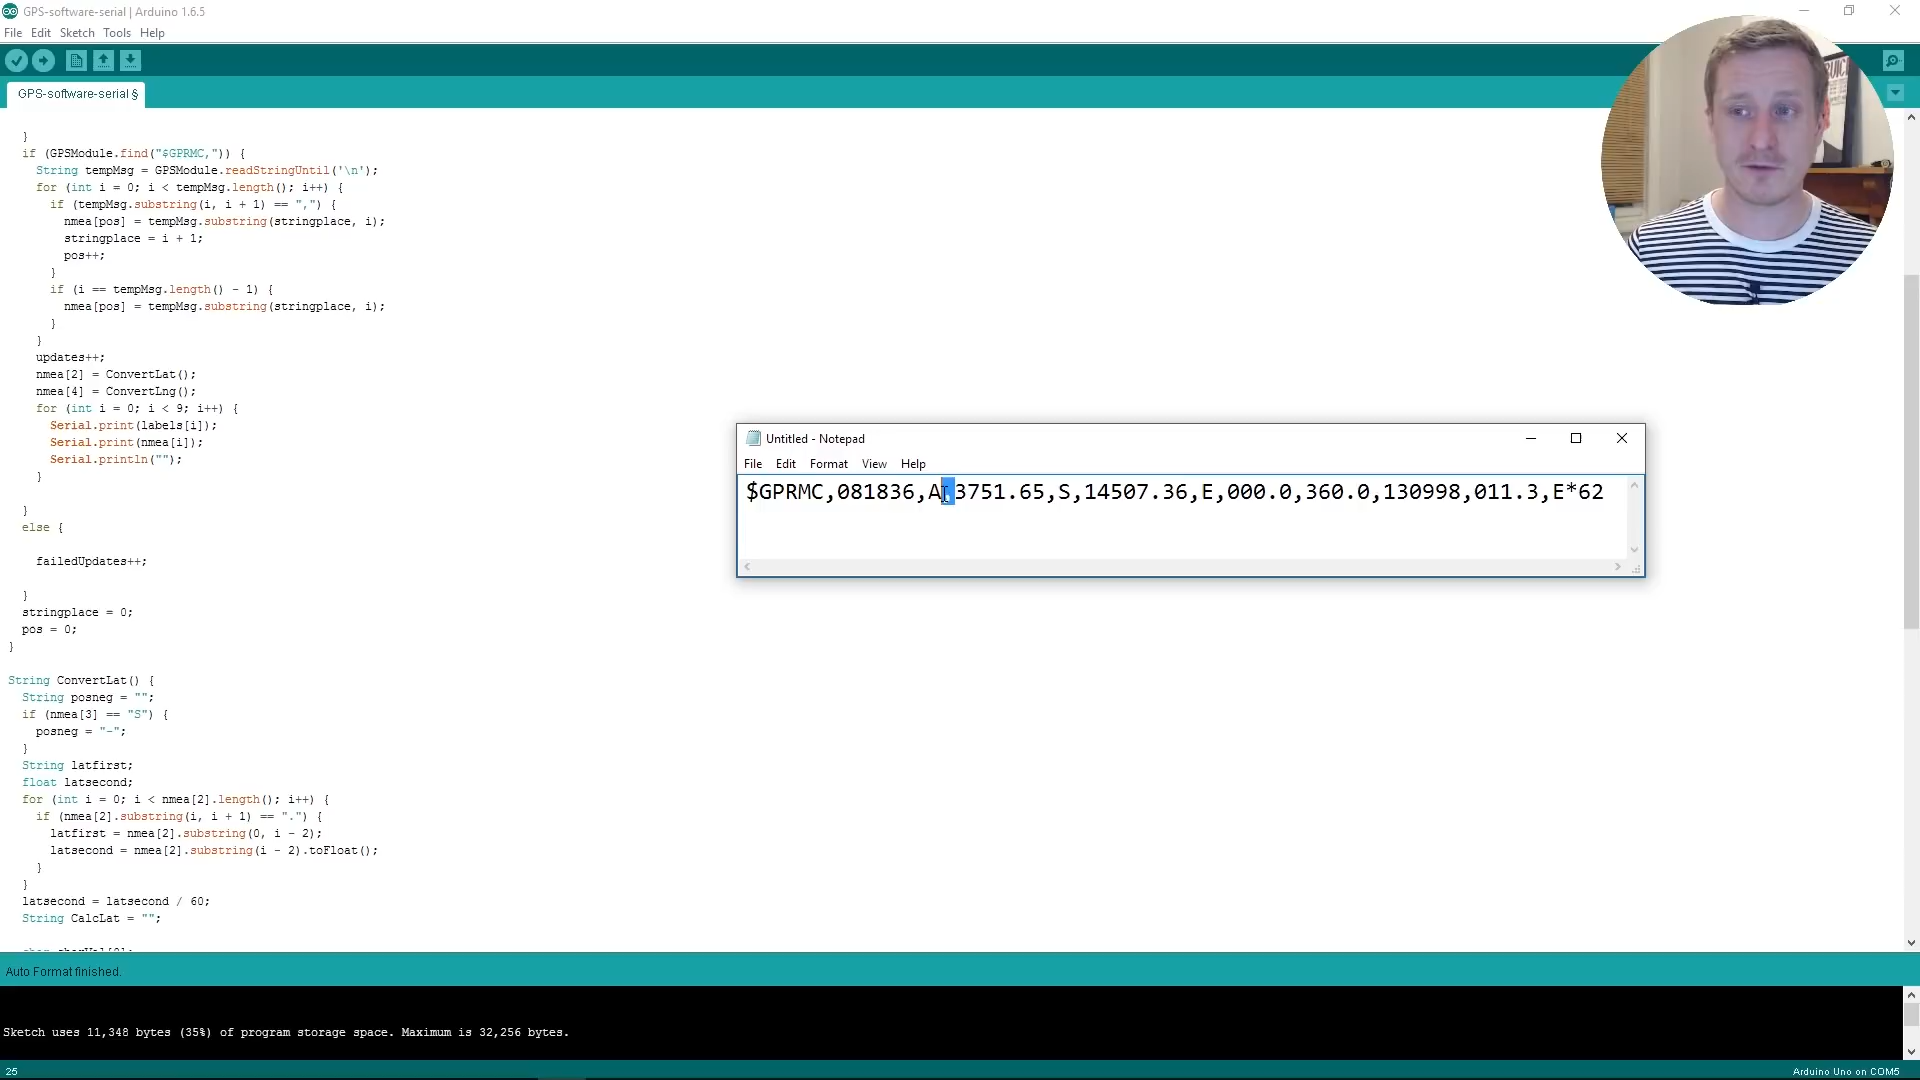 GPS-software-serial | Arduino 1.6.5
File Edit Sketch Tools Help
GPS-software-serial §
}
if (GPSModule.find("$GPRMC,")) {
String tempMsg = GPSModule.readStringUntil('\n');
for (int i = 0; i < tempMsg.length(); i++) {
if (tempMsg.substring(i, i + 1) == ",") {
nmea[pos] = tempMsg.substring(stringplace, i);
stringplace = i + 1;
pos++;
}
if (i == tempMsg.length() - 1) {
nmea[pos] = tempMsg.substring(stringplace, i);
}
}
updates++;
nmea[2] = ConvertLat();
nmea[4] = ConvertLng();
for (int i = 0; i < 9; i++) {
Serial.print(labels[i]);
Serial.print(nmea[i]);
Serial.println("");
}
}
else {
failedUpdates++;
}
stringplace = 0;
pos = 0;
}
String ConvertLat() {
String posneg = "";
if (nmea[3] == "S") {
posneg = "-";
}
String latfirst;
float latsecond;
for (int i = 0; i < nmea[2].length(); i++) {
if (nmea[2].substring(i, i + 1) == ".") {
latfirst = nmea[2].substring(0, i - 2);
latsecond = nmea[2].substring(i - 2).toFloat();
}
}
latsecond = latsecond / 60;
String CalcLat = "";
Untitled - Notepad
File Edit Format View Help
$GPRMC,081836,A,3751.65,S,14507.36,E,000.0,360.0,130998,011.3,E*62
Auto Format finished.
Sketch uses 11,348 bytes (35%) of program storage space. Maximum is 32,256 bytes.
25
Arduino Uno on COM5